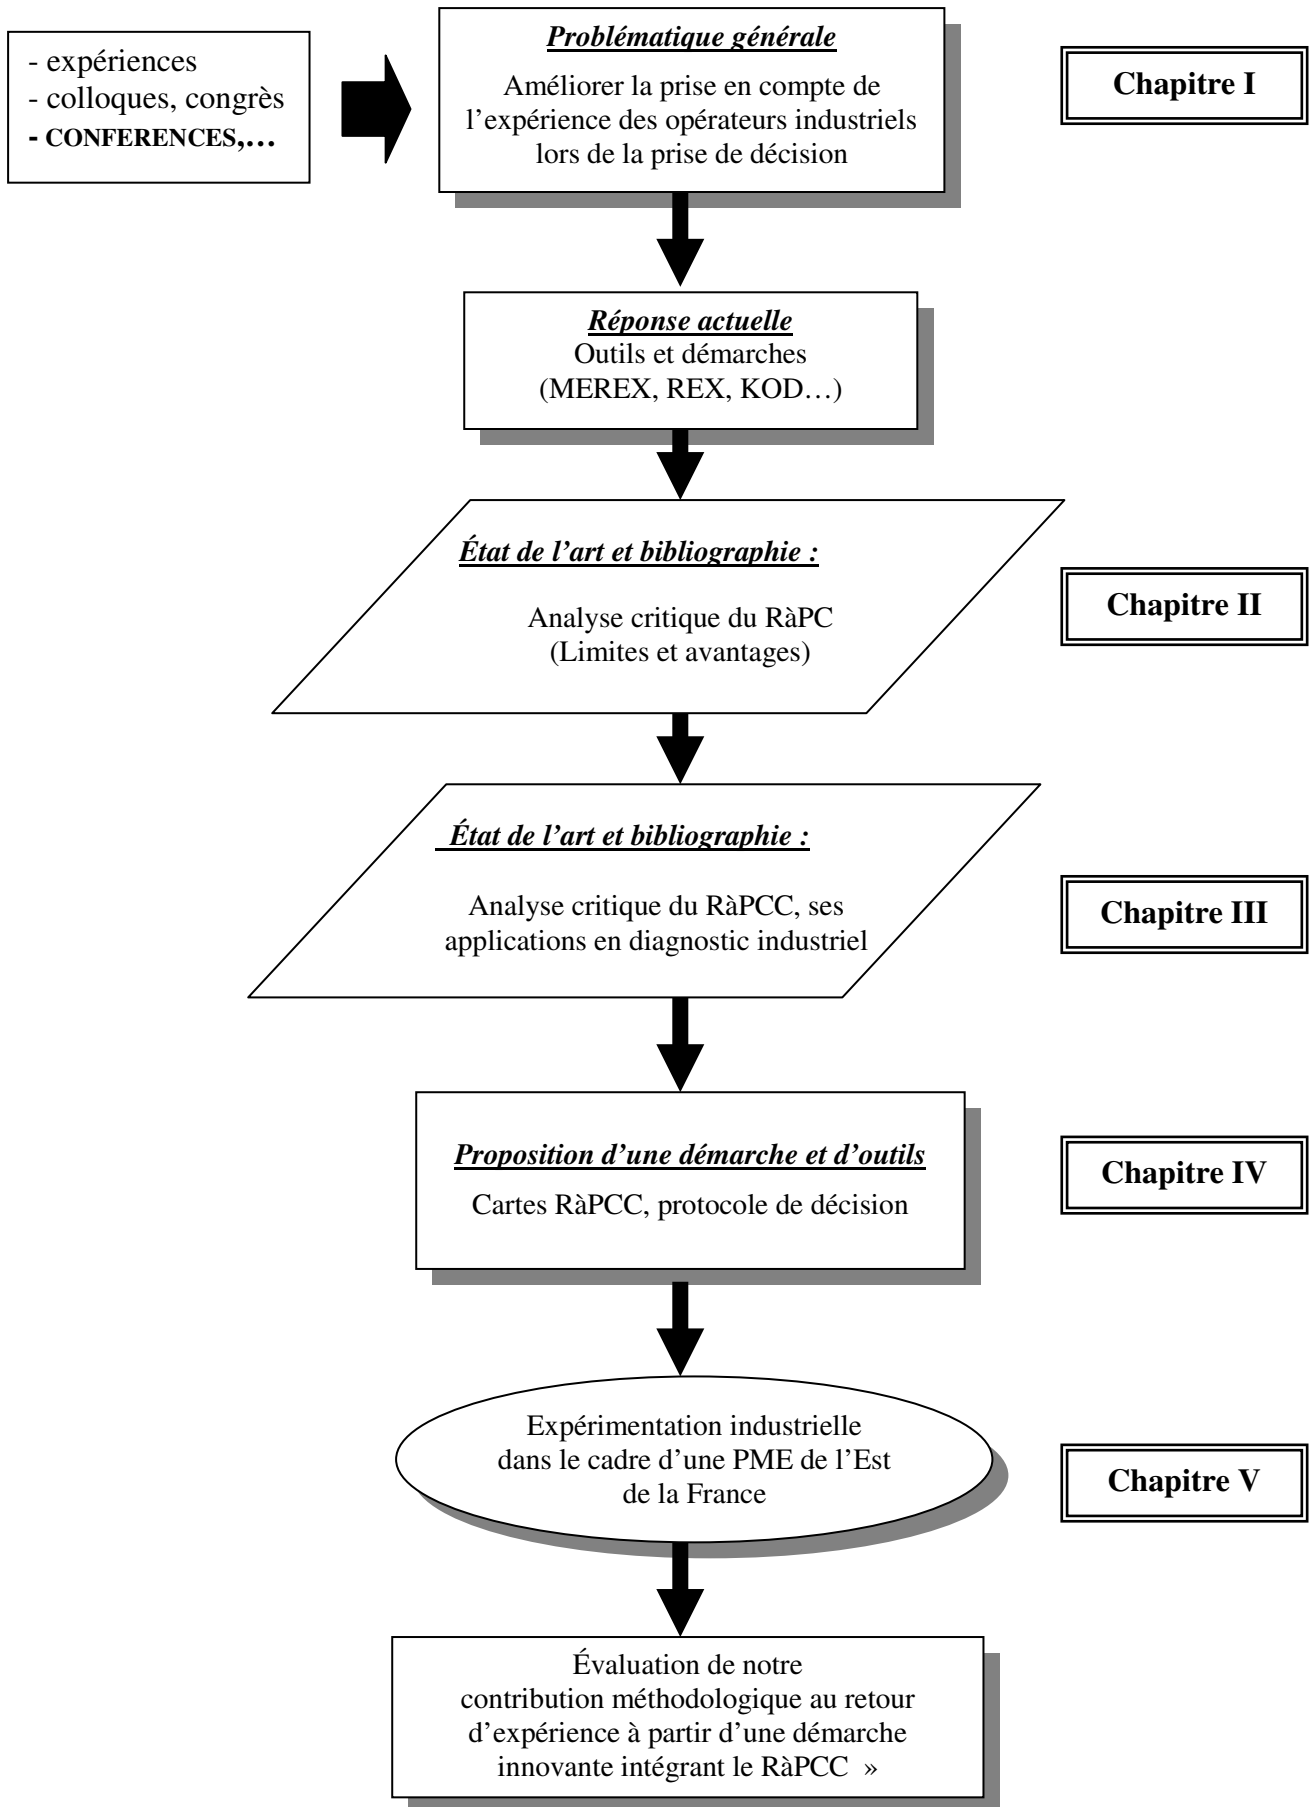 - expériences
- colloques, congrès
- CONFERENCES,…
Problématique générale
Améliorer la prise en compte de
l’expérience des opérateurs industriels
lors de la prise de décision
Chapitre I
Réponse actuelle
Outils et démarches
(MEREX, REX, KOD…)
État de l’art et bibliographie :
Analyse critique du RàPC
(Limites et avantages)
Chapitre II
État de l’art et bibliographie :
Analyse critique du RàPCC, ses
applications en diagnostic industriel
Chapitre III
Proposition d’une démarche et d’outils
Cartes RàPCC, protocole de décision
Chapitre IV
Expérimentation industrielle
dans le cadre d’une PME de l’Est
de la France
Chapitre V
Évaluation de notre
contribution méthodologique au retour
d’expérience à partir d’une démarche
innovante intégrant le RàPCC »